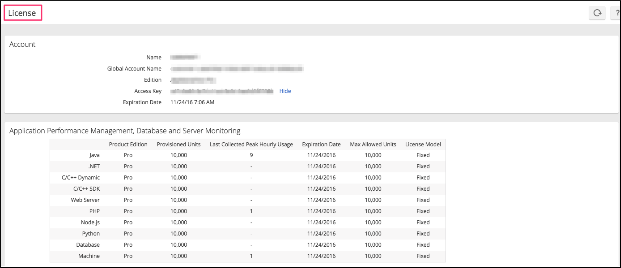 License
?
Account
Name
Global Account Name
Edition
Access Key Hide
Expiration Date 11/24/16 7:06 AM
Application Performance Management, Database and Server Monitoring
Product Edition Provisioned Units Last Collected Peak Hourly Usage Expiration Date Max Allowed Units License Model
Java Pro 10,000 9 11/24/2016 10,000 Fixed
.NET Pro 10,000 - 11/24/2016 10,000 Fixed
C/C++ Dynamic Pro 10,000 - 11/24/2016 10,000 Fixed
C/C++ SDK Pro 10,000 - 11/24/2016 10,000 Fixed
Web Server Pro 10,000 - 11/24/2016 10,000 Fixed
PHP Pro 10,000 1 11/24/2016 10,000 Fixed
Node.js Pro 10,000 - 11/24/2016 10,000 Fixed
Python Pro 10,000 - 11/24/2016 10,000 Fixed
Database Pro 10,000 - 11/24/2016 10,000 Fixed
Machine Pro 10,000 1 11/24/2016 10,000 Fixed